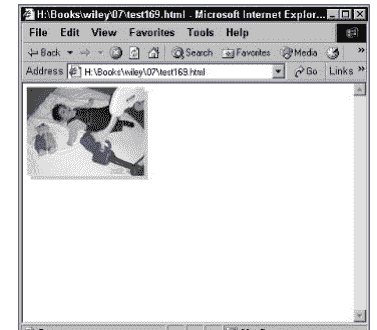 H:\Books\wiley\07\test169.html - Microsoft Internet Explor...
File Edit View Favorites Tools Help
Back Search Favorites Media »
Address H:\Books\wiley\07\test169.html Go Links »